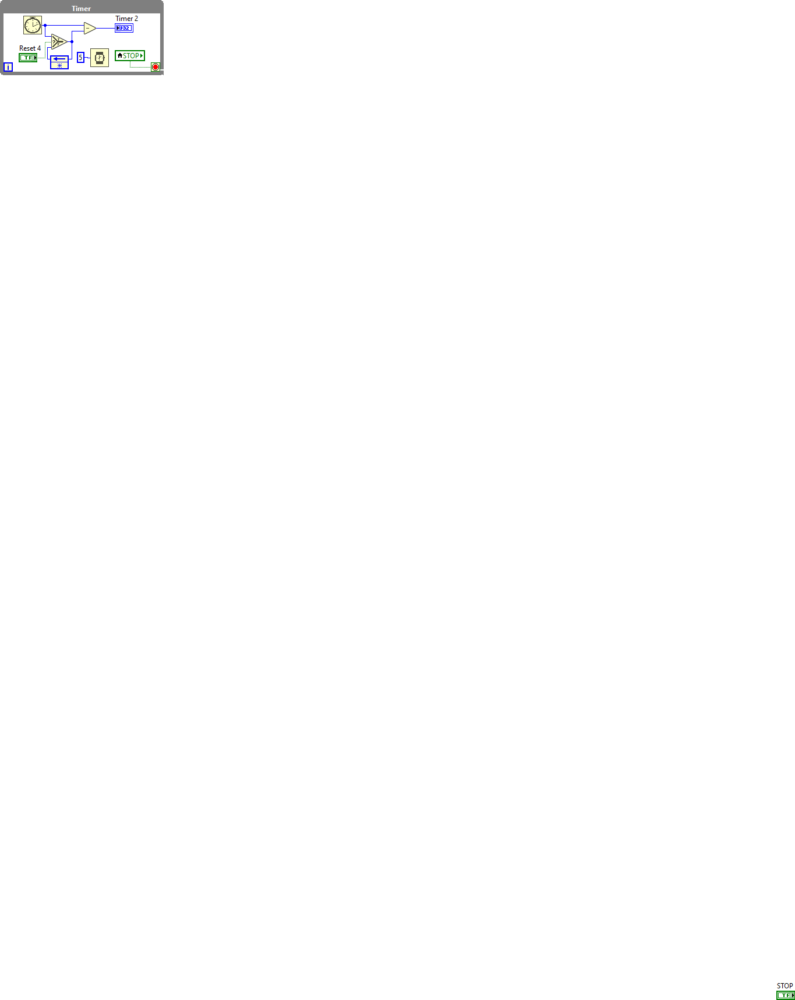 Timer
Timer 2
U32
?
T
F
Reset 4
TF
5
STOP
i
STOP
TF